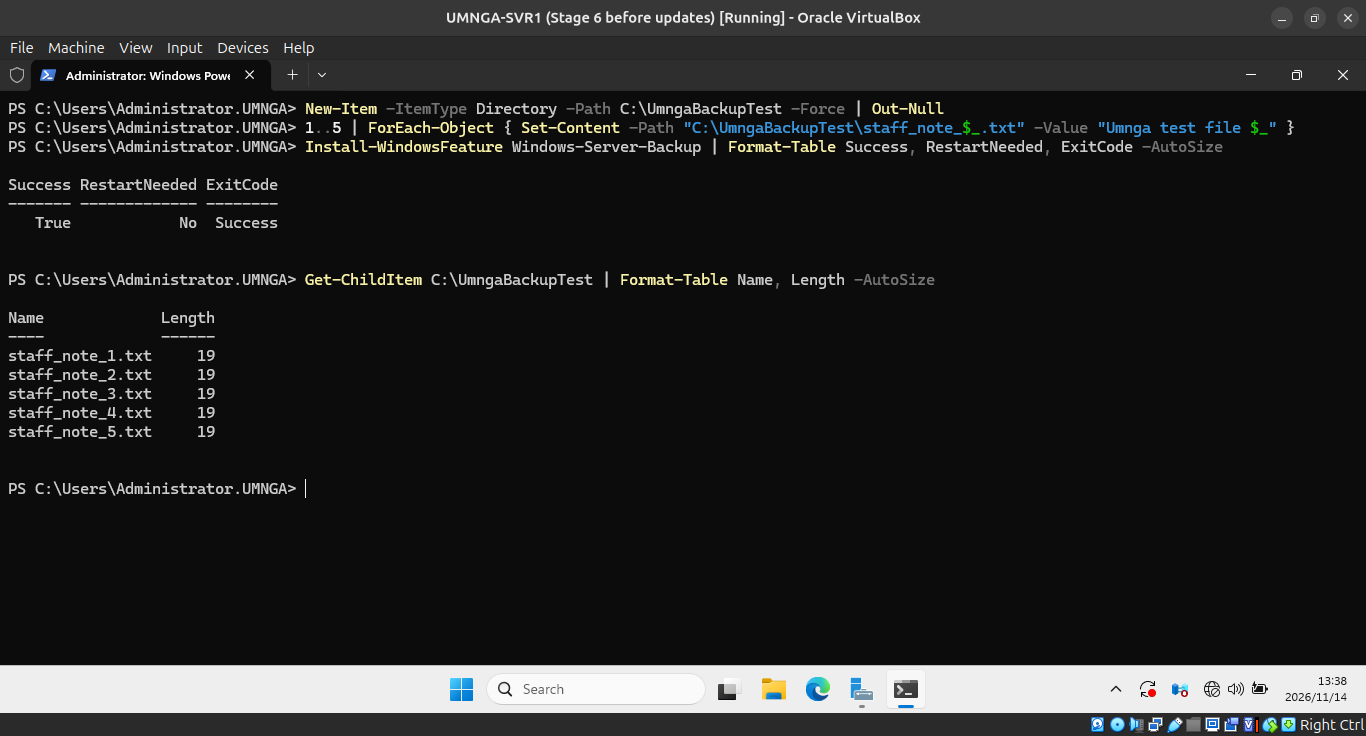 UMNGA-SVR1 (Stage 6 before updates) [Running] - Oracle VirtualBox
File Machine View Input Devices Help
Administrator: Windows Powe
PS C:\Users\Administrator.UMNGA> New-Item -ItemType Directory -Path C:\UmngaBackupTest -Force | Out-Null
PS C:\Users\Administrator.UMNGA> 1..5 | ForEach-Object { Set-Content -Path "C:\UmngaBackupTest\staff_note_$_.txt" -Value "Umnga test file $_" }
PS C:\Users\Administrator.UMNGA> Install-WindowsFeature Windows-Server-Backup | Format-Table Success, RestartNeeded, ExitCode -AutoSize
Success RestartNeeded ExitCode
------- ------------- --------
True No Success
PS C:\Users\Administrator.UMNGA> Get-ChildItem C:\UmngaBackupTest | Format-Table Name, Length -AutoSize
Name Length
---- ------
staff_note_1.txt 19
staff_note_2.txt 19
staff_note_3.txt 19
staff_note_4.txt 19
staff_note_5.txt 19
PS C:\Users\Administrator.UMNGA>
Search
13:38
2026/11/14
Right Ctrl